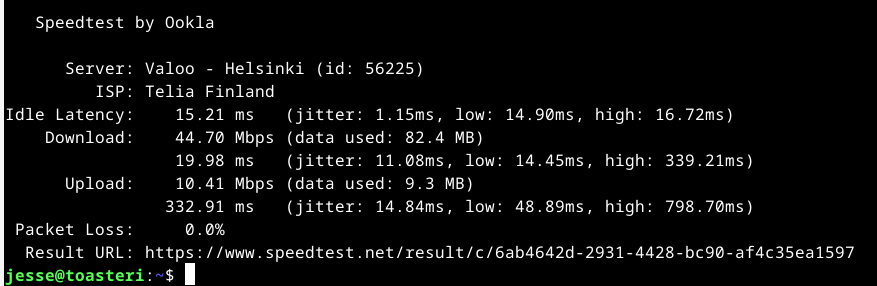 Speedtest by Ookla
Server: Valoo - Helsinki (id: 56225)
ISP: Telia Finland
Idle Latency: 15.21 ms (jitter: 1.15ms, low: 14.90ms, high: 16.72ms)
Download: 44.70 Mbps (data used: 82.4 MB)
19.98 ms (jitter: 11.08ms, low: 14.45ms, high: 339.21ms)
Upload: 10.41 Mbps (data used: 9.3 MB)
332.91 ms (jitter: 14.84ms, low: 48.89ms, high: 798.70ms)
Packet Loss: 0.0%
Result URL: https://www.speedtest.net/result/c/6ab4642d-2931-4428-bc90-af4c35ea1597
jesse@toasteri:~$